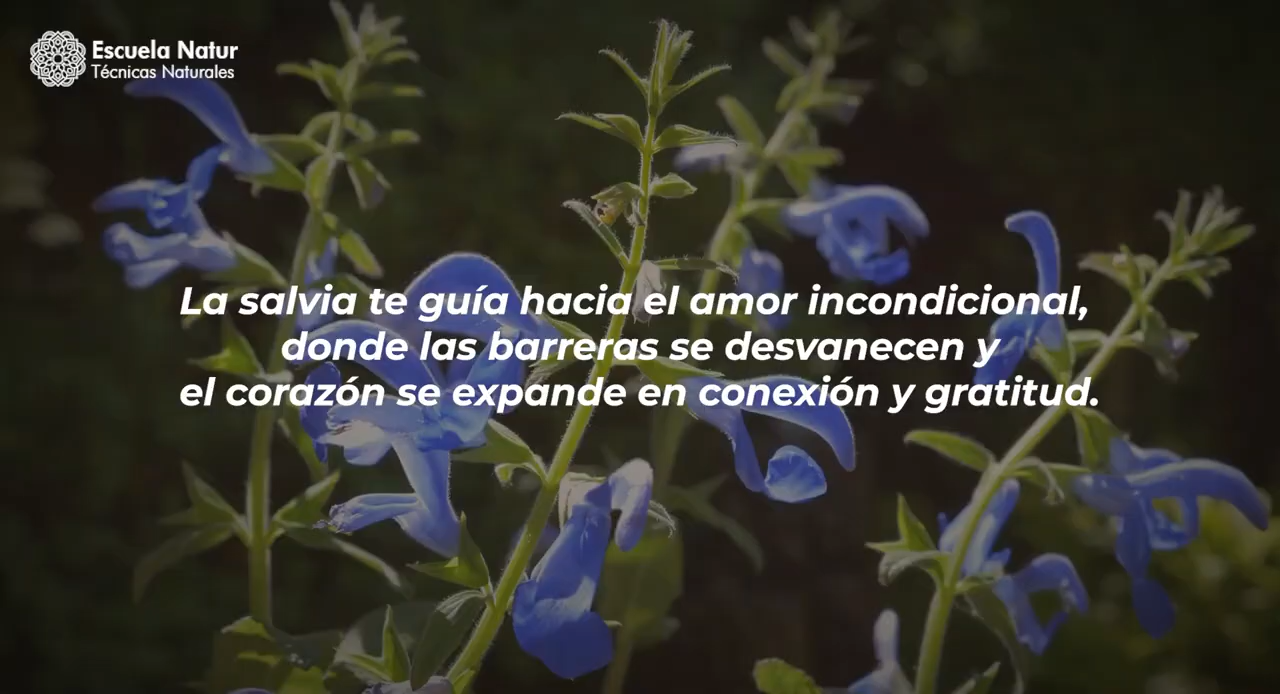 Escuela Natur
Técnicas Naturales
La salvia te guía hacia el amor incondicional,
donde las barreras se desvanecen y
el corazón se expande en conexión y gratitud.